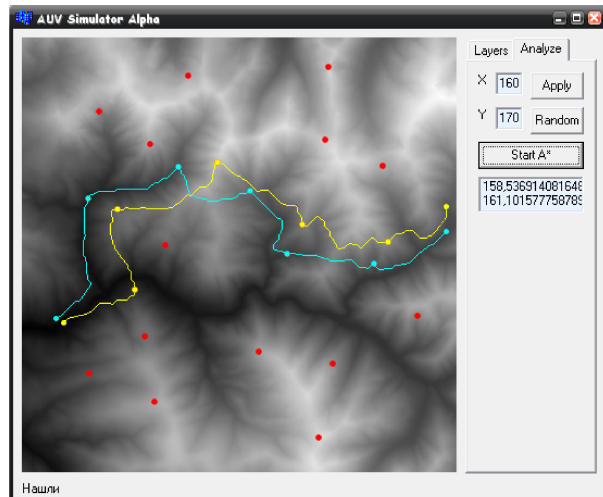 AUV Simulator Alpha
Layers Analyze
X 160 Apply
Y 170 Random
Start A*
158,536914081648
161,101577758789
Нашли